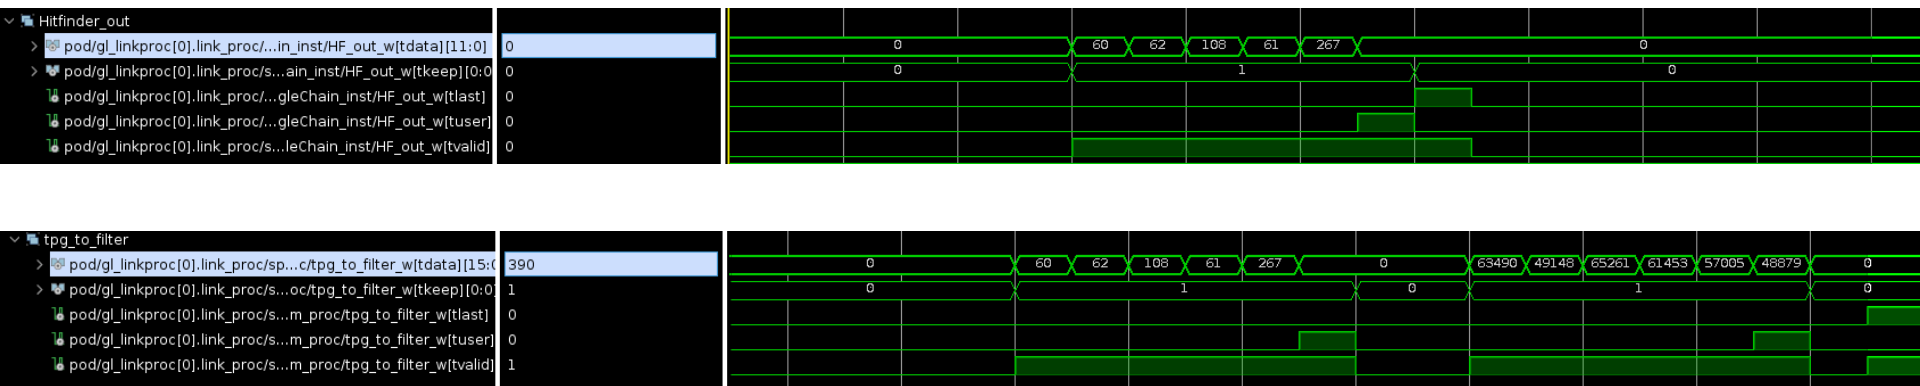 Hitfinder_out
pod/gl_linkproc[0].link_proc/...in_inst/HF_out_w[tdata][11:0] 0 0 60 62 108 61 267 0
pod/gl_linkproc[0].link_proc/s...ain_inst/HF_out_w[tkeep][0:0 0 0 1 0
pod/gl_linkproc[0].link_proc/...gleChain_inst/HF_out_w[tlast] 0
pod/gl_linkproc[0].link_proc/...gleChain_inst/HF_out_w[tuser] 0
pod/gl_linkproc[0].link_proc/s...leChain_inst/HF_out_w[tvalid] 0
tpg_to_filter
pod/gl_linkproc[0].link_proc/sp...c/tpg_to_filter_w[tdata][15:0 390 0 60 62 108 61 267 0 63490 49148 65261 61453 57005 48879 0
pod/gl_linkproc[0].link_proc/s...oc/tpg_to_filter_w[tkeep][0:0 1 0 1 0 1 0
pod/gl_linkproc[0].link_proc/s...m_proc/tpg_to_filter_w[tlast] 0
pod/gl_linkproc[0].link_proc/s...m_proc/tpg_to_filter_w[tuser] 0
pod/gl_linkproc[0].link_proc/s...m_proc/tpg_to_filter_w[tvalid] 1